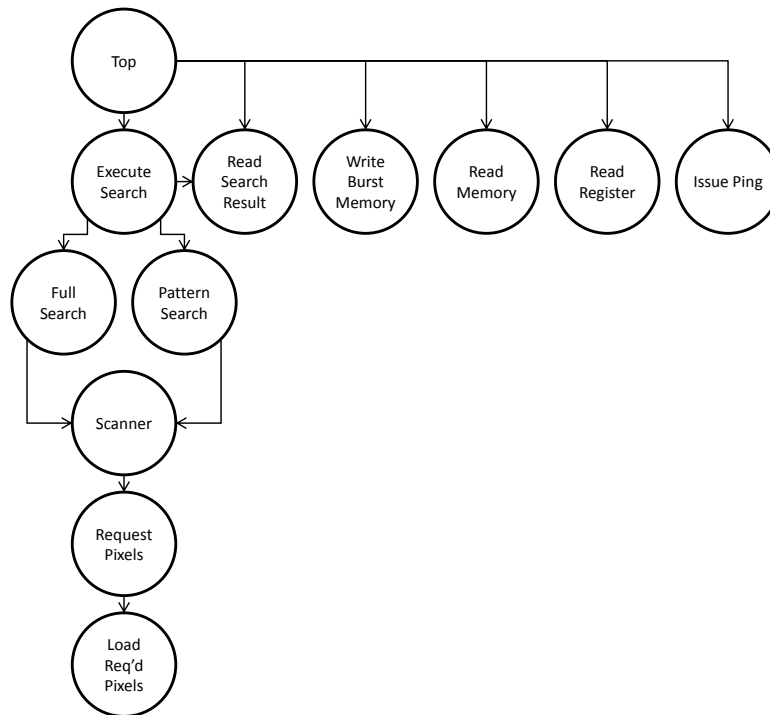 Top
Execute
Search
Read
Search
Result
Write
Burst
Memory
Read
Memory
Read
Register
Issue Ping
Full
Search
Pattern
Search
Scanner
Request
Pixels
Load
Req’d
Pixels